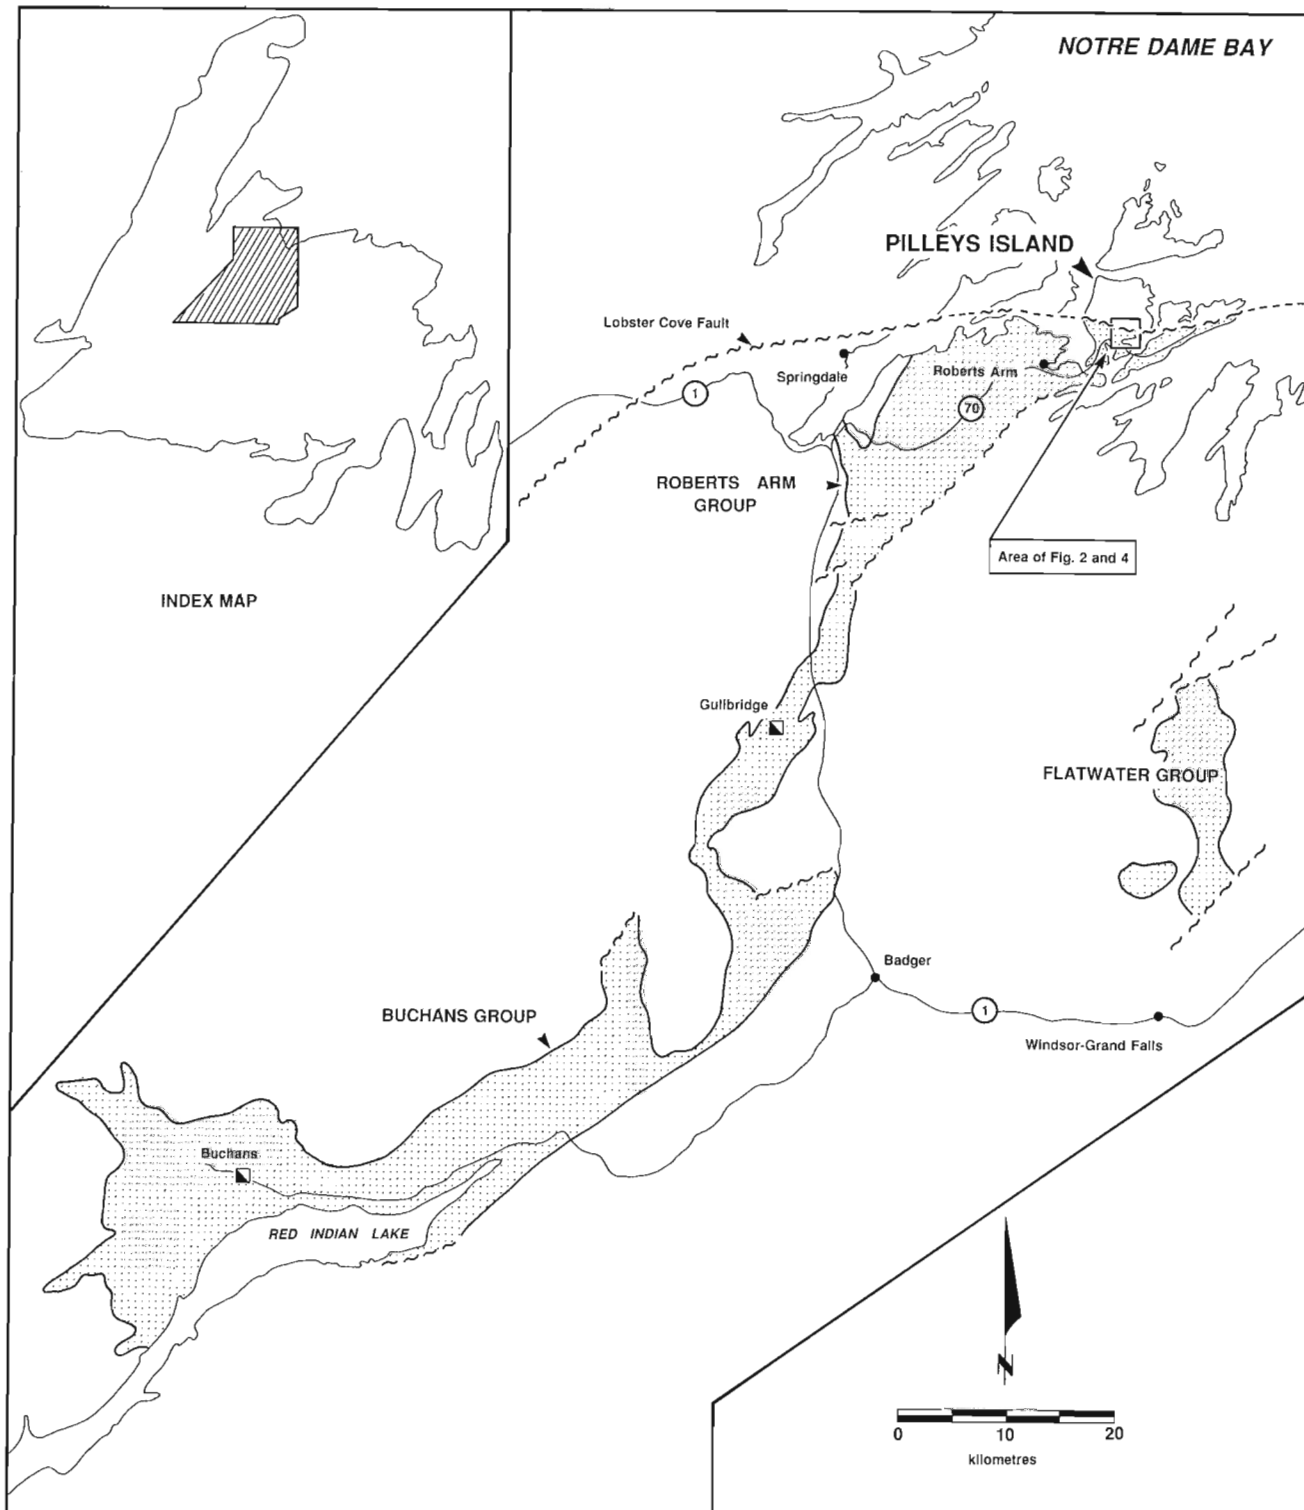 NOTRE DAME BAY
PILLEYS ISLAND
Lobster Cove Fault
Springdale
Roberts Arm
1
70
ROBERTS ARM
GROUP
Area of Fig. 2 and 4
INDEX MAP
Gullbridge
FLATWATER GROUP
Badger
BUCHANS GROUP
1
Windsor-Grand Falls
Buchans
RED INDIAN LAKE
N
0 10 20
kilometres